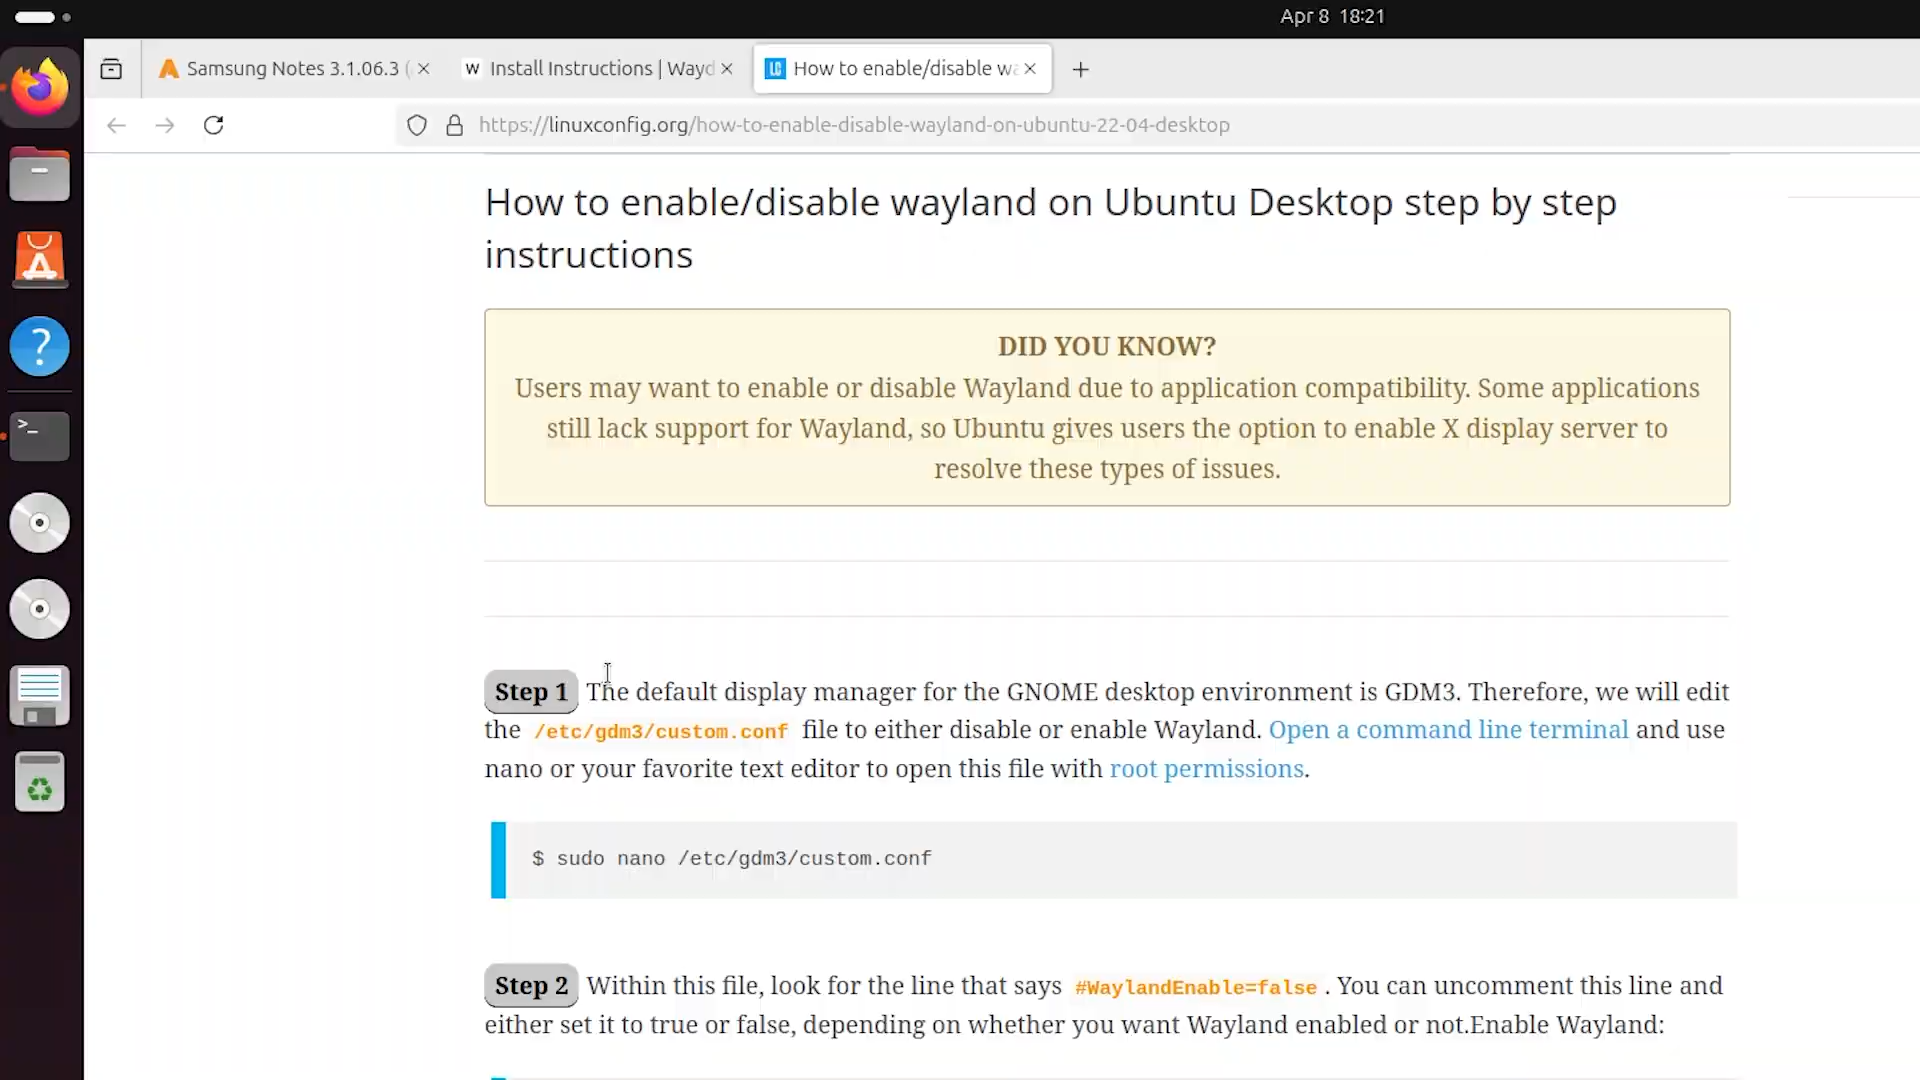 Apr 8 18:21
Samsung Notes 3.1.06.3 (
Install Instructions | Wayd
LC How to enable/disable wa
https://linuxconfig.org/how-to-enable-disable-wayland-on-ubuntu-22-04-desktop
How to enable/disable wayland on Ubuntu Desktop step by step
instructions
DID YOU KNOW?
Users may want to enable or disable Wayland due to application compatibility. Some applications
still lack support for Wayland, so Ubuntu gives users the option to enable X display server to
resolve these types of issues.
Step 1 The default display manager for the GNOME desktop environment is GDM3. Therefore, we will edit
the /etc/gdm3/custom.conf file to either disable or enable Wayland. Open a command line terminal and use
nano or your favorite text editor to open this file with root permissions.
$ sudo nano /etc/gdm3/custom.conf
Step 2 Within this file, look for the line that says #WaylandEnable=false . You can uncomment this line and
either set it to true or false, depending on whether you want Wayland enabled or not.Enable Wayland: